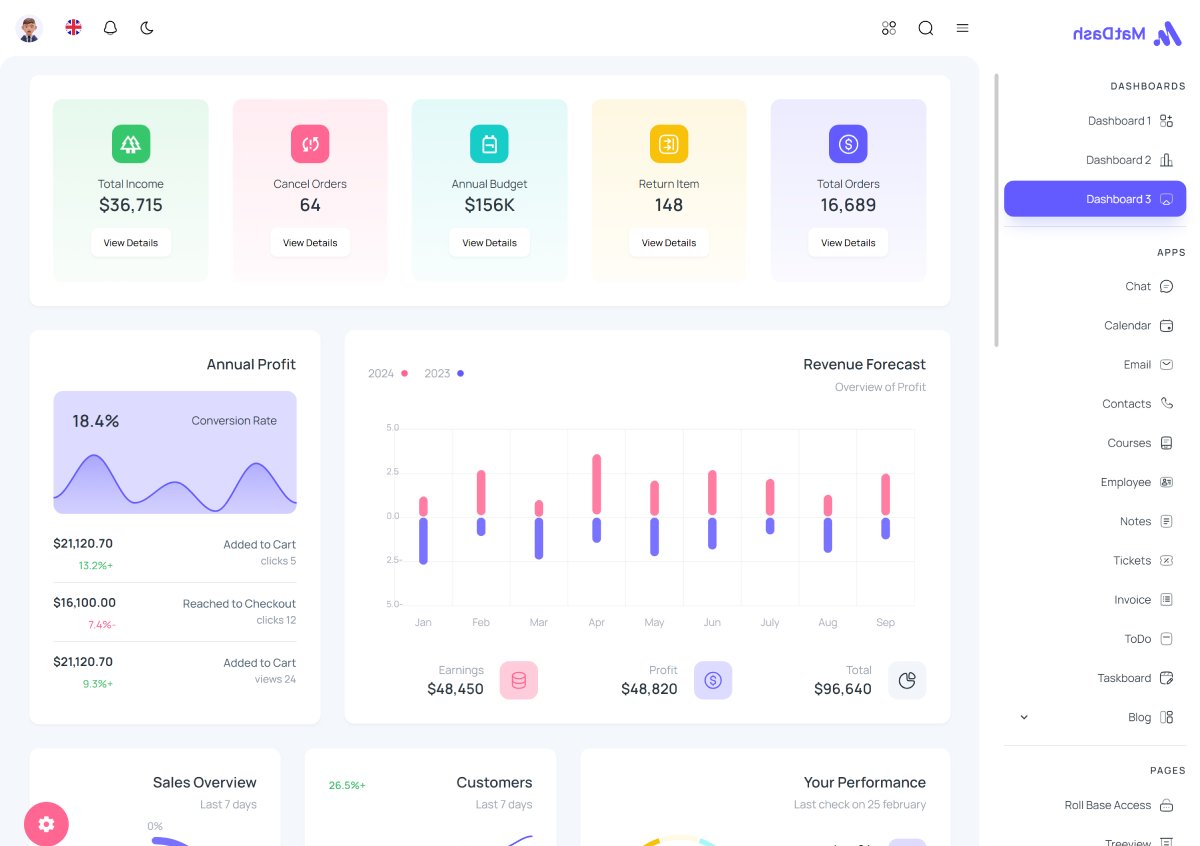 MatDash
DASHBOARDS
Dashboard 1
Dashboard 2
Dashboard 3
APPS
Chat
Calendar
Email
Contacts
Courses
Employee
Notes
Tickets
Invoice
ToDo
Taskboard
Blog
PAGES
Roll Base Access
Treeview
Total Orders
16,689
View Details
Return Item
148
View Details
Annual Budget
$156K
View Details
Cancel Orders
64
View Details
Total Income
$36,715
View Details
Revenue Forecast
Overview of Profit
2024
2023
5.0
2.5
0.0
2.5-
5.0-
Jan Feb Mar Apr May Jun July Aug Sep
Total
$96,640
Profit
$48,820
Earnings
$48,450
Annual Profit
18.4% Conversion Rate
$21,120.70 Added to Cart
13.2%+ clicks 5
$16,100.00 Reached to Checkout
7.4%- clicks 12
$21,120.70 Added to Cart
9.3%+ views 24
Your Performance
Last check on 25 february
Customers
Last 7 days
26.5%+
Sales Overview
Last 7 days
0%